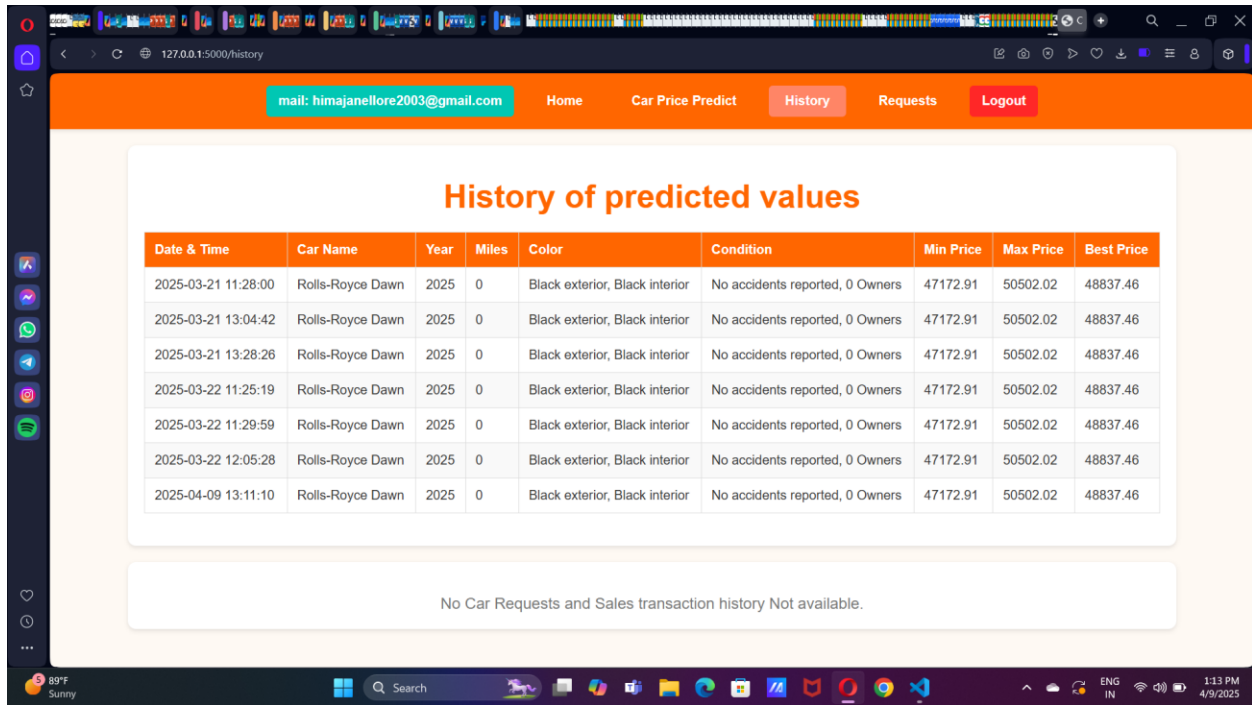 127.0.0.1:5000/history
mail: himajanellore2003@gmail.com Home Car Price Predict History Requests Logout
History of predicted values
Date & Time Car Name Year Miles Color Condition Min Price Max Price Best Price
2025-03-21 11:28:00 Rolls-Royce Dawn 2025 0 Black exterior, Black interior No accidents reported, 0 Owners 47172.91 50502.02 48837.46
2025-03-21 13:04:42 Rolls-Royce Dawn 2025 0 Black exterior, Black interior No accidents reported, 0 Owners 47172.91 50502.02 48837.46
2025-03-21 13:28:26 Rolls-Royce Dawn 2025 0 Black exterior, Black interior No accidents reported, 0 Owners 47172.91 50502.02 48837.46
2025-03-22 11:25:19 Rolls-Royce Dawn 2025 0 Black exterior, Black interior No accidents reported, 0 Owners 47172.91 50502.02 48837.46
2025-03-22 11:29:59 Rolls-Royce Dawn 2025 0 Black exterior, Black interior No accidents reported, 0 Owners 47172.91 50502.02 48837.46
2025-03-22 12:05:28 Rolls-Royce Dawn 2025 0 Black exterior, Black interior No accidents reported, 0 Owners 47172.91 50502.02 48837.46
2025-04-09 13:11:10 Rolls-Royce Dawn 2025 0 Black exterior, Black interior No accidents reported, 0 Owners 47172.91 50502.02 48837.46
No Car Requests and Sales transaction history Not available.
5 89°F
Sunny
Search
ENG
IN
1:13 PM
4/9/2025